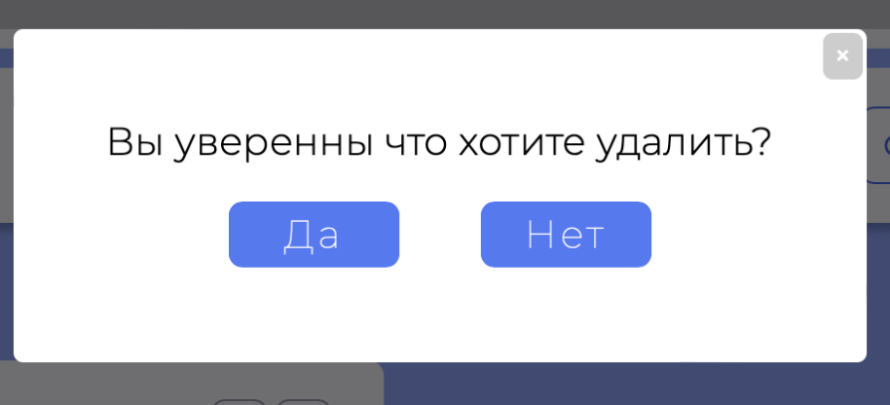 ×
Вы уверенны что хотите удалить?
Да Нет